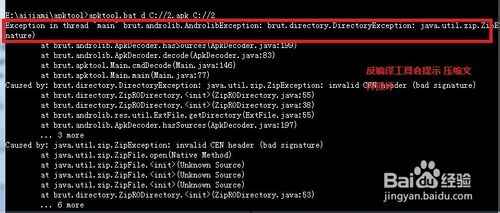 E:\aijiami\apktool>apktool.bat d C://2.apk C://2
Exception in thread "main" brut.androlib.AndrolibException: brut.directory.DirectoryException: java.util.zip.ZipE
nature)
at brut.androlib.ApkDecoder.hasSources(ApkDecoder.java:199)
at brut.androlib.ApkDecoder.decode(ApkDecoder.java:83)
at brut.apktool.Main.cmdDecode(Main.java:146)
at brut.apktool.Main.main(Main.java:77)
Caused by: brut.directory.DirectoryException: java.util.zip.ZipException: invalid CEN header (bad signature)
at brut.directory.ZipRODirectory.<init>(ZipRODirectory.java:55)
at brut.directory.ZipRODirectory.<init>(ZipRODirectory.java:38)
at brut.androlib.res.util.ExtFile.getDirectory(ExtFile.java:55)
at brut.androlib.ApkDecoder.hasSources(ApkDecoder.java:197)
... 3 more
Caused by: java.util.zip.ZipException: invalid CEN header (bad signature)
at java.util.zip.ZipFile.open(Native Method)
at java.util.zip.ZipFile.<init>(Unknown Source)
at java.util.zip.ZipFile.<init>(Unknown Source)
at java.util.zip.ZipFile.<init>(Unknown Source)
at brut.directory.ZipRODirectory.<init>(ZipRODirectory.java:53)
... 6 more
反编译工具会提示 压缩文
件损坏
Baidu 经验
jingyan.baidu.com